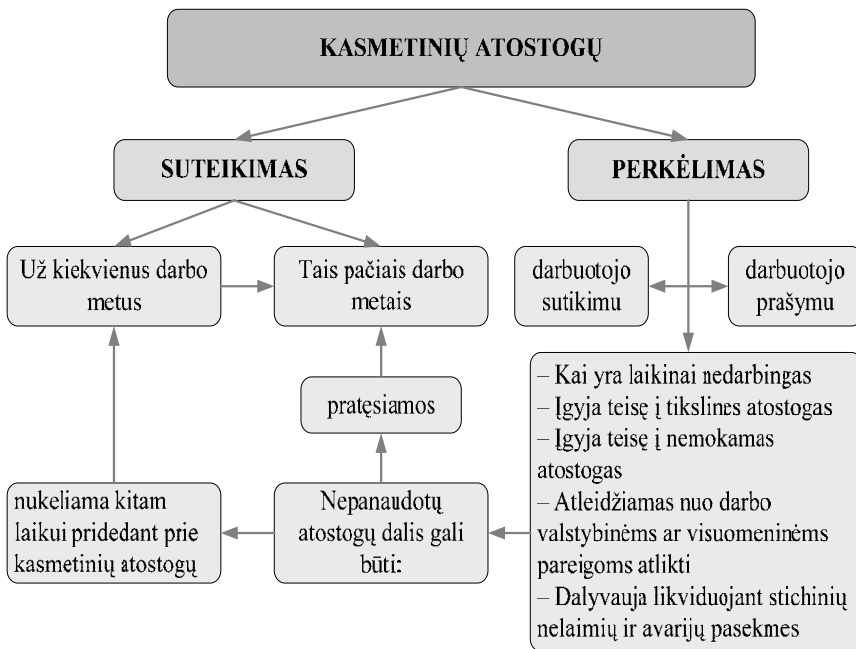 KASMETINIŲ ATOSTOGŲ
SUTEIKIMAS
PERKĖLIMAS
Už kiekvienus darbo
metus
Tais pačiais darbo
metais
darbuotojo
sutikimu
darbuotojo
prašymu
pratęsiamos
– Kai yra laikinai nedarbingas
– Įgyja teisę į tikslines atostogas
– Įgyja teisę į nemokamas
atostogas
– Atleidžiamas nuo darbo
valstybinėms ar visuomeninėms
pareigoms atlikti
– Dalyvauja likviduojant stichinių
nelaimių ir avarijų pasekmes
nukeliama kitam
laikui pridedant prie
kasmetinių atostogų
Nepanaudotų
atostogų dalis gali
būti: